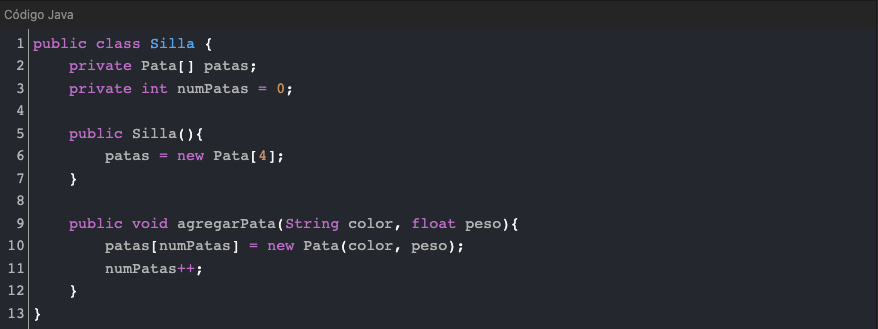 Código Java
1 public class Silla {
2     private Pata[] patas;
3     private int numPatas = 0;
4
5     public Silla(){
6         patas = new Pata[4];
7     }
8
9     public void agregarPata(String color, float peso){
10         patas[numPatas] = new Pata(color, peso);
11         numPatas++;
12     }
13 }